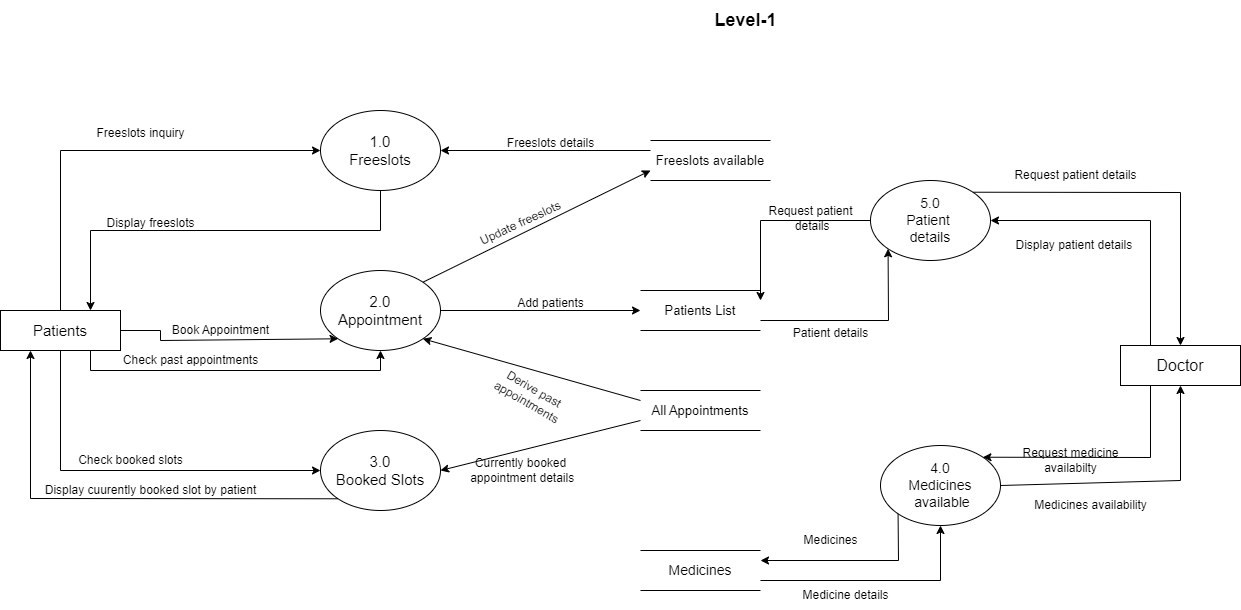 Level-1
Freeslots inquiry
1.0
Freeslots
Freeslots details
Freeslots available
Display freeslots
Update freeslots
5.0
Patient
details
Request patient details
Request patient
details
Display patient details
2.0
Appointment
Add patients
Patients List
Patient details
Patients
Book Appointment
Check past appointments
Doctor
Derive past
appointments
All Appointments
Check booked slots
3.0
Booked Slots
Currently booked
appointment details
Display cuurently booked slot by patient
4.0
Medicines
available
Request medicine
availabilty
Medicines availability
Medicines
Medicines
Medicine details